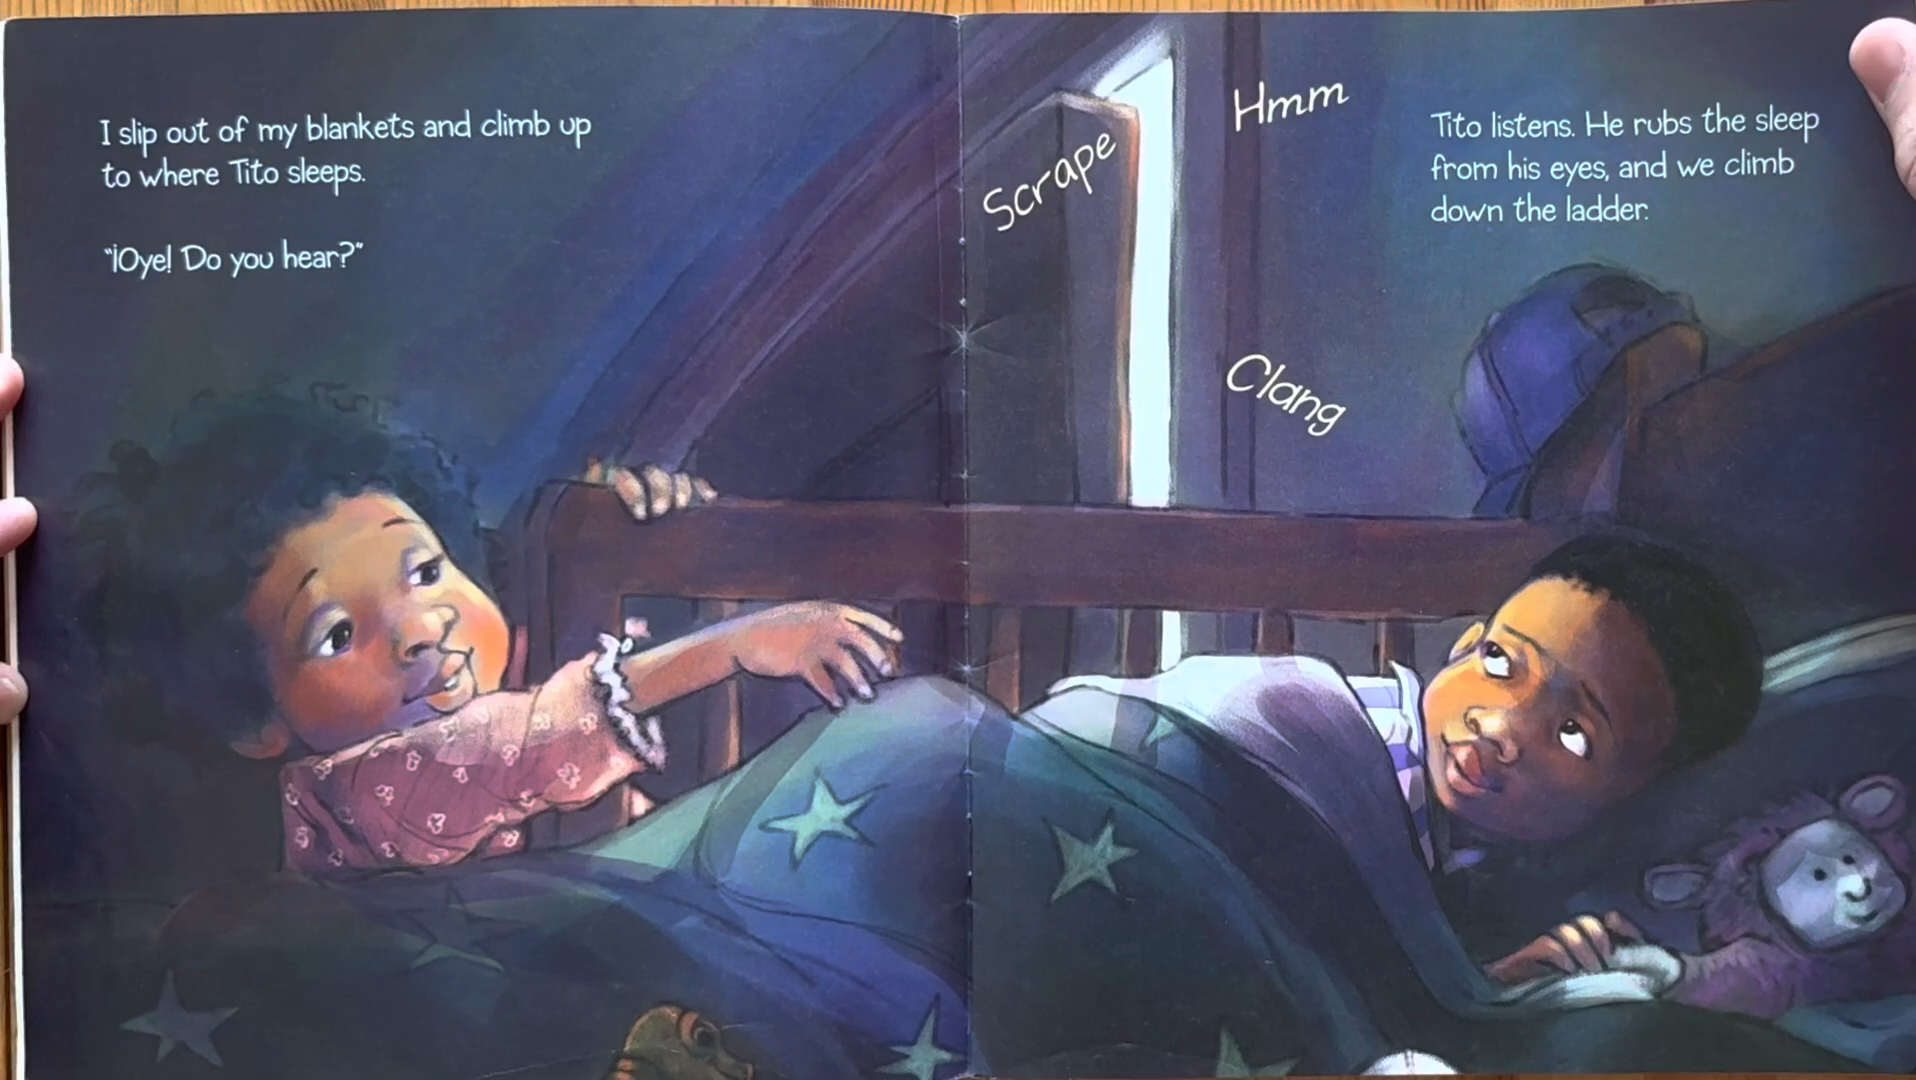 I slip out of my blankets and climb up
to where Tito sleeps.
"¡Oye! Do you hear?"
Scrape
Hmm
Clang
Tito listens. He rubs the sleep
from his eyes, and we climb
down the ladder.